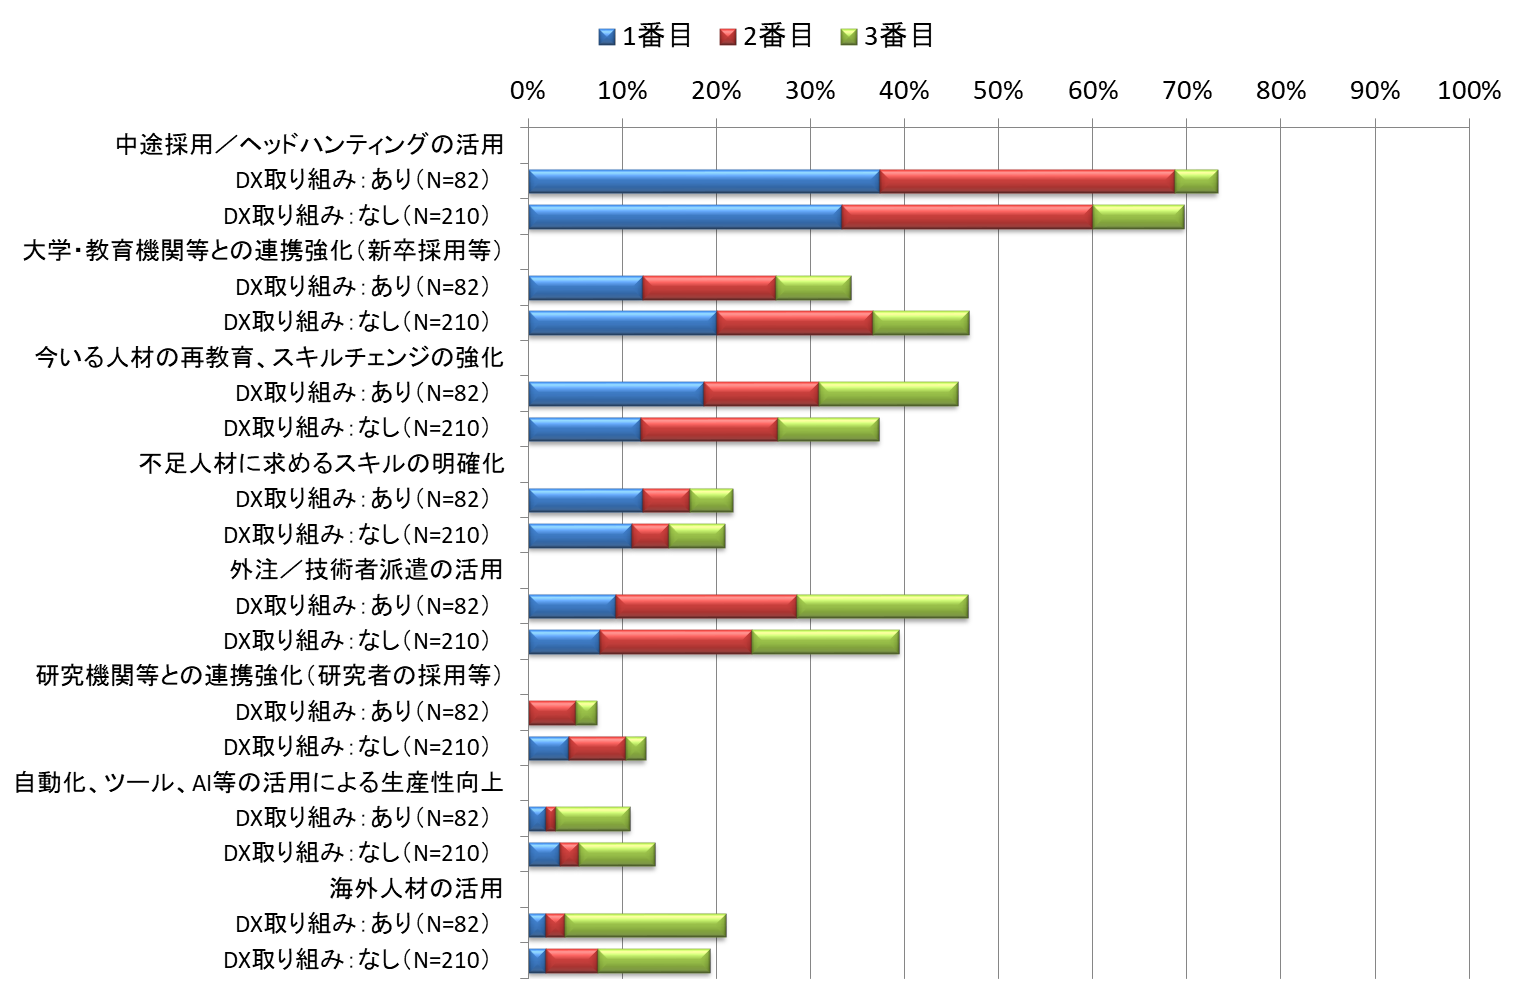 1番目 2番目 3番目
0% 10% 20% 30% 40% 50% 60% 70% 80% 90% 100%
中途採用／ヘッドハンティングの活用
DX取り組み：あり（N=82）
DX取り組み：なし（N=210）
大学・教育機関等との連携強化（新卒採用等）
DX取り組み：あり（N=82）
DX取り組み：なし（N=210）
今いる人材の再教育、スキルチェンジの強化
DX取り組み：あり（N=82）
DX取り組み：なし（N=210）
不足人材に求めるスキルの明確化
DX取り組み：あり（N=82）
DX取り組み：なし（N=210）
外注／技術者派遣の活用
DX取り組み：あり（N=82）
DX取り組み：なし（N=210）
研究機関等との連携強化（研究者の採用等）
DX取り組み：あり（N=82）
DX取り組み：なし（N=210）
自動化、ツール、AI等の活用による生産性向上
DX取り組み：あり（N=82）
DX取り組み：なし（N=210）
海外人材の活用
DX取り組み：あり（N=82）
DX取り組み：なし（N=210）